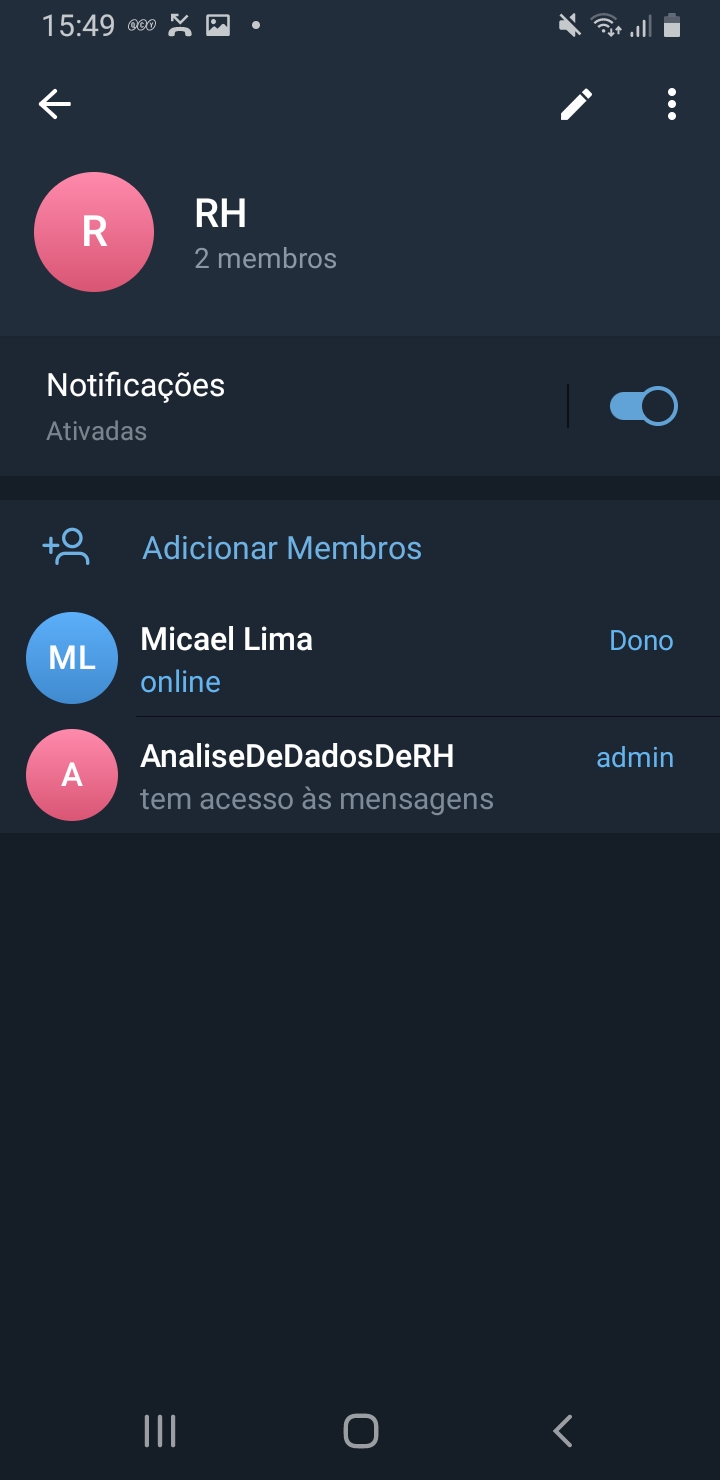 15:49
R
RH
2 membros
Notificações
Ativadas
Adicionar Membros
ML
Micael Lima
Dono
online
A
AnaliseDeDadosDeRH
admin
tem acesso às mensagens